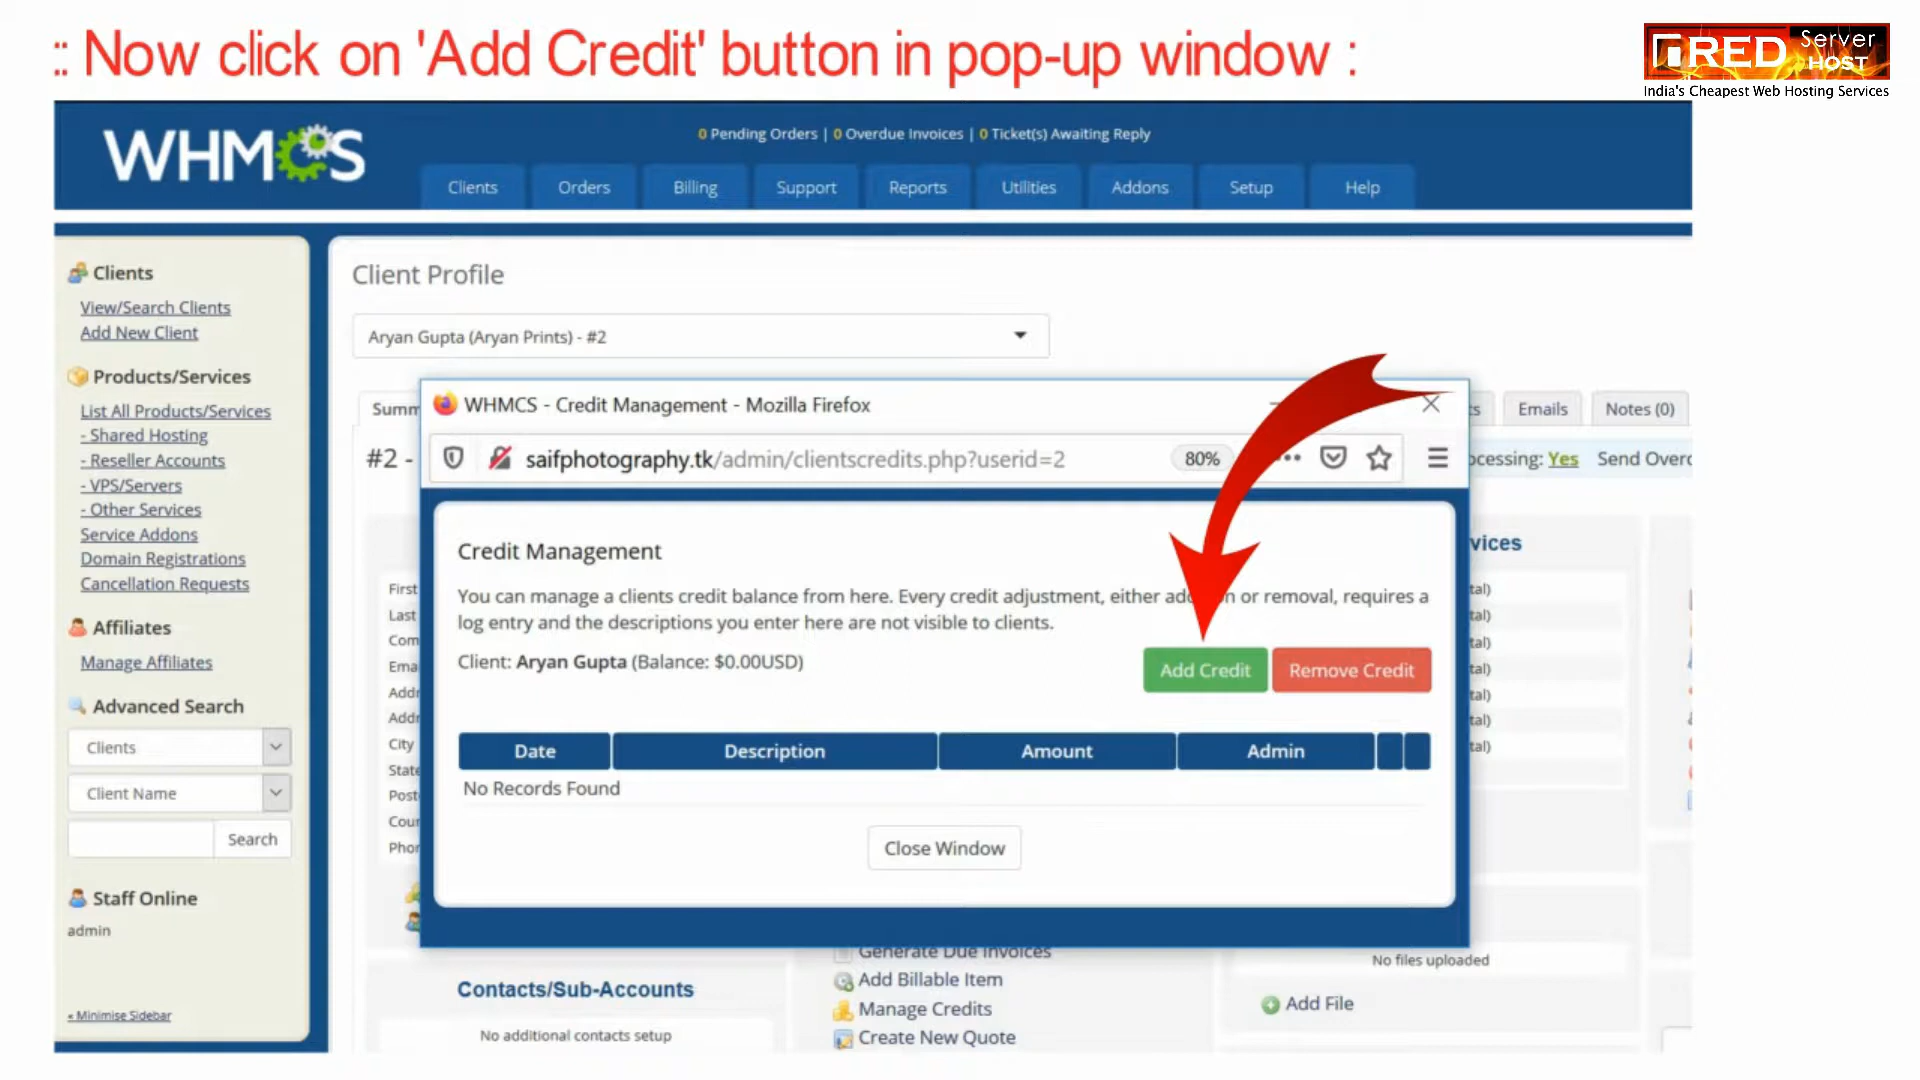 :: Now click on 'Add Credit' button in pop-up window :
RED Server HOST
India's Cheapest Web Hosting Services
WHMCS
0 Pending Orders | 0 Overdue Invoices | 0 Ticket(s) Awaiting Reply
Clients Orders Billing Support Reports Utilities Addons Setup Help
Clients
View/Search Clients
Add New Client
Products/Services
List All Products/Services
- Shared Hosting
- Reseller Accounts
- VPS/Servers
- Other Services
Service Addons
Domain Registrations
Cancellation Requests
Affiliates
Manage Affiliates
Advanced Search
Clients
Client Name
Search
Staff Online
admin
« Minimise Sidebar
Client Profile
Aryan Gupta (Aryan Prints) - #2
Emails Notes (0)
#2 -
Yes
WHMCS - Credit Management - Mozilla Firefox
saifphotography.tk/admin/clientscredits.php?userid=2
80%
Credit Management
You can manage a clients credit balance from here. Every credit adjustment, either or removal, requires a
log entry and the descriptions you enter here are not visible to clients.
Client: Aryan Gupta (Balance: $0.00USD)
Add Credit Remove Credit
Date Description Amount Admin
No Records Found
Close Window
First
Last
City
Generate Due Invoices
Add Billable Item
Manage Credits
Create New Quote
Contacts/Sub-Accounts
No additional contacts setup
No files uploaded
Add File